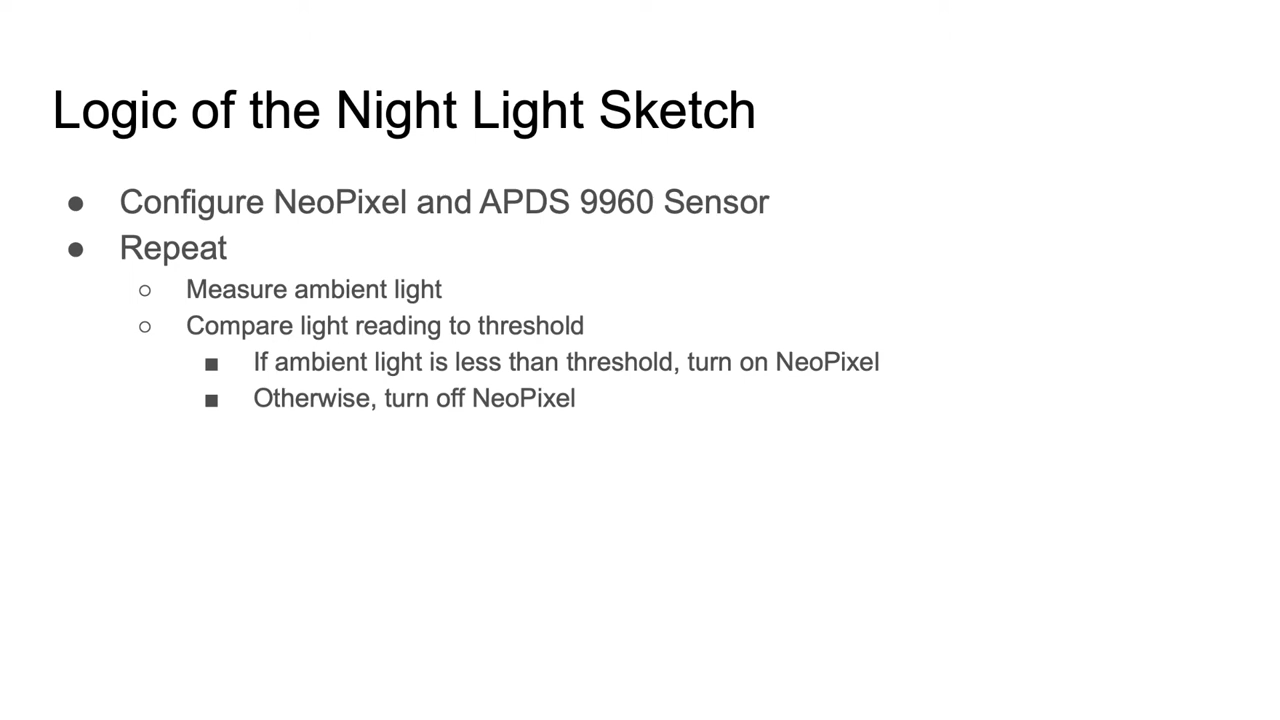 Logic of the Night Light Sketch
● Configure NeoPixel and APDS 9960 Sensor
● Repeat
○ Measure ambient light
○ Compare light reading to threshold
■ If ambient light is less than threshold, turn on NeoPixel
■ Otherwise, turn off NeoPixel